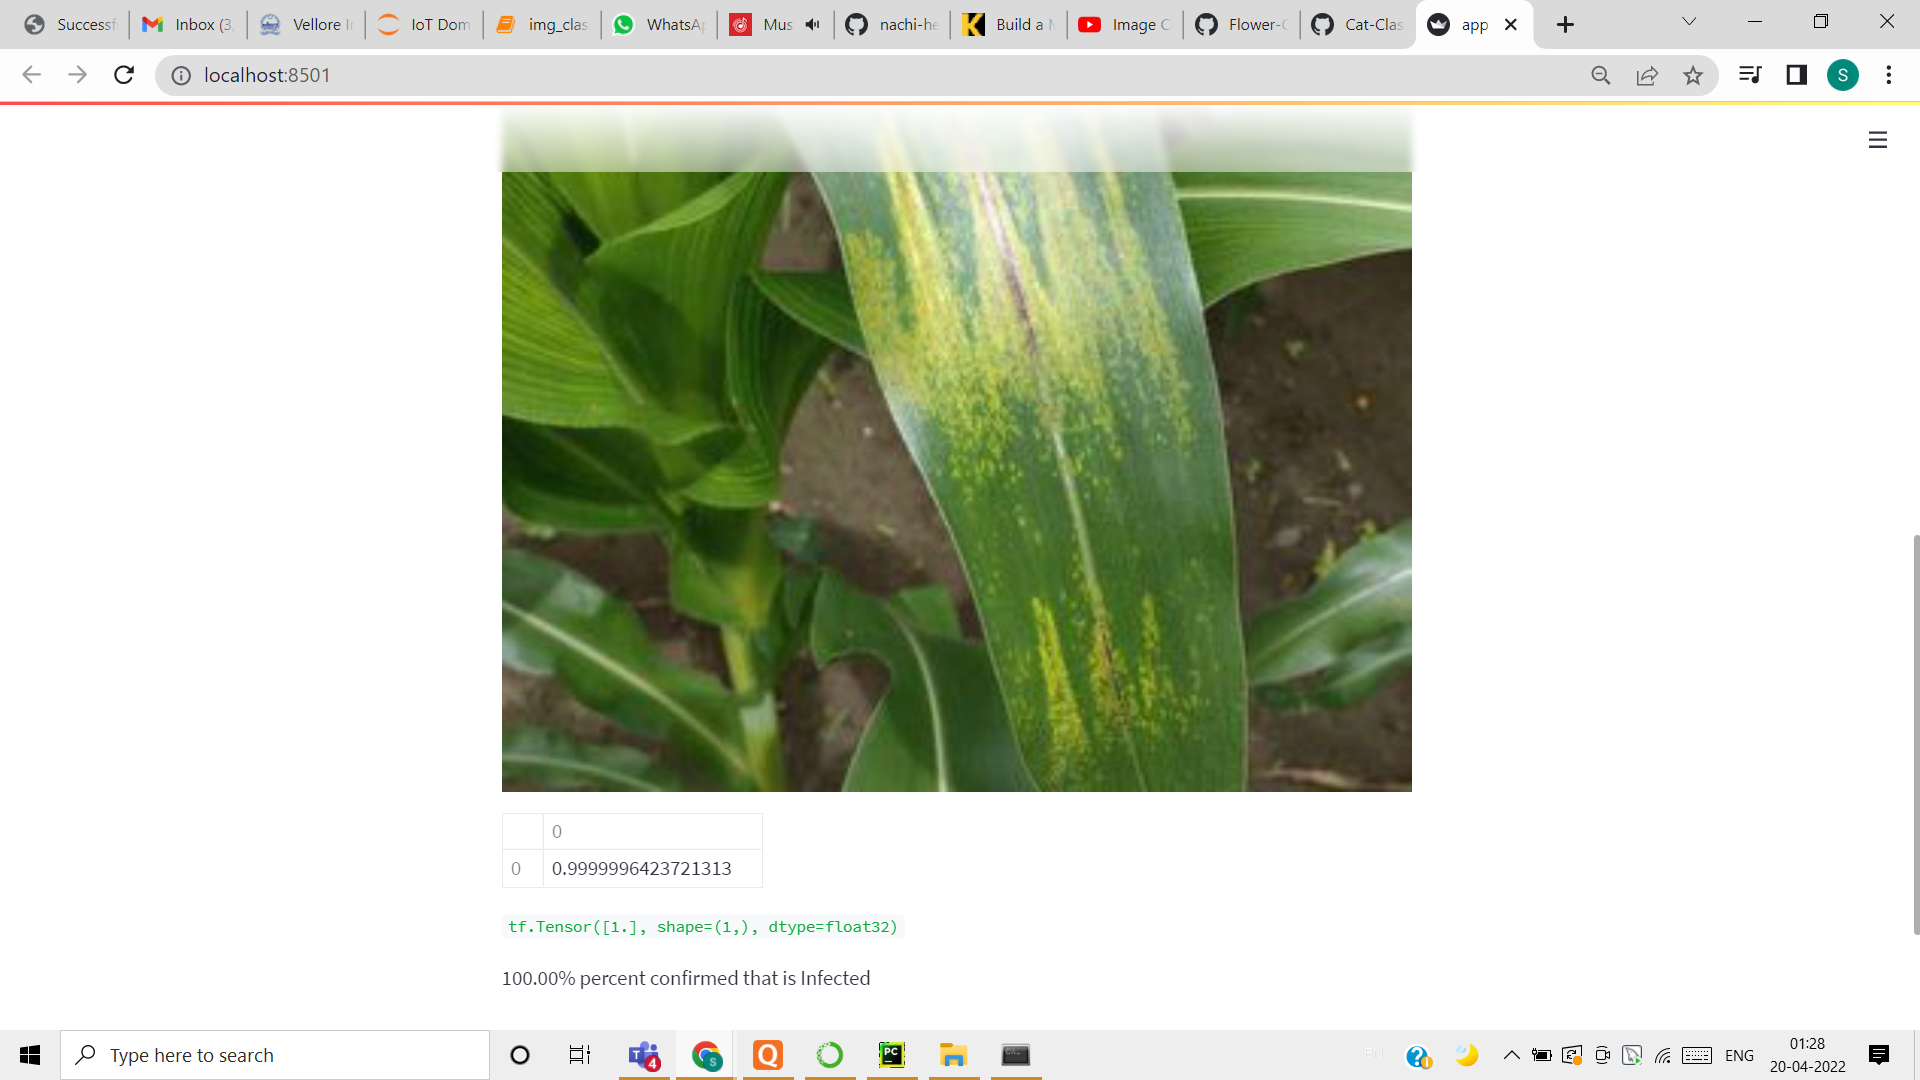 Successf Inbox (3, Vellore I IoT Dom img_clas WhatsAp Mus nachi-he Build a M Image C Flower-C Cat-Clas app
localhost:8501
S
0
0 0.9999996423721313
tf.Tensor([1.], shape=(1,), dtype=float32)
100.00% percent confirmed that is Infected
Type here to search
4
S
PC
ENG
01:28
20-04-2022